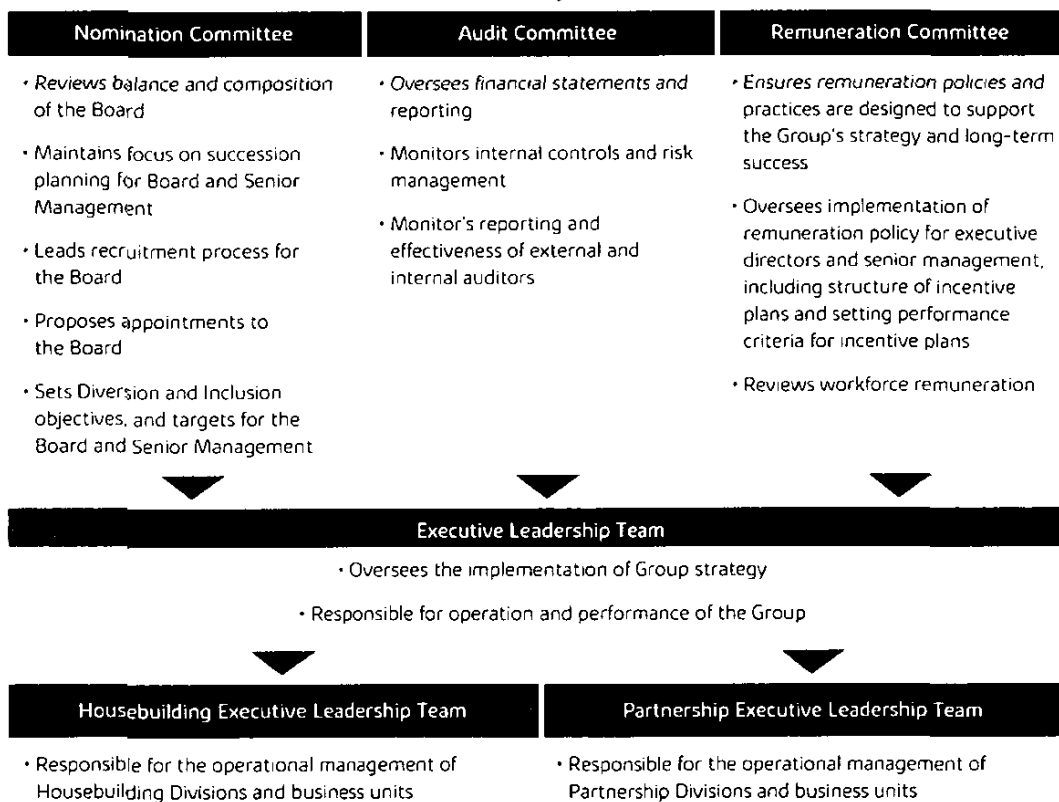 Nomination Committee
• Reviews balance and composition
of the Board
• Maintains focus on succession
planning for Board and Senior
Management
• Leads recruitment process for
the Board
• Proposes appointments to
the Board
• Sets Diversion and Inclusion
objectives, and targets for the
Board and Senior Management
Audit Committee
• Oversees financial statements and
reporting
• Monitors internal controls and risk
management
• Monitor's reporting and
effectiveness of external and
internal auditors
Remuneration Committee
• Ensures remuneration policies and
practices are designed to support
the Group's strategy and long-term
success
• Oversees implementation of
remuneration policy for executive
directors and senior management,
including structure of incentive
plans and setting performance
criteria for incentive plans
• Reviews workforce remuneration
Executive Leadership Team
• Oversees the implementation of Group strategy
• Responsible for operation and performance of the Group
Housebuilding Executive Leadership Team
• Responsible for the operational management of
Housebuilding Divisions and business units
Partnership Executive Leadership Team
• Responsible for the operational management of
Partnership Divisions and business units